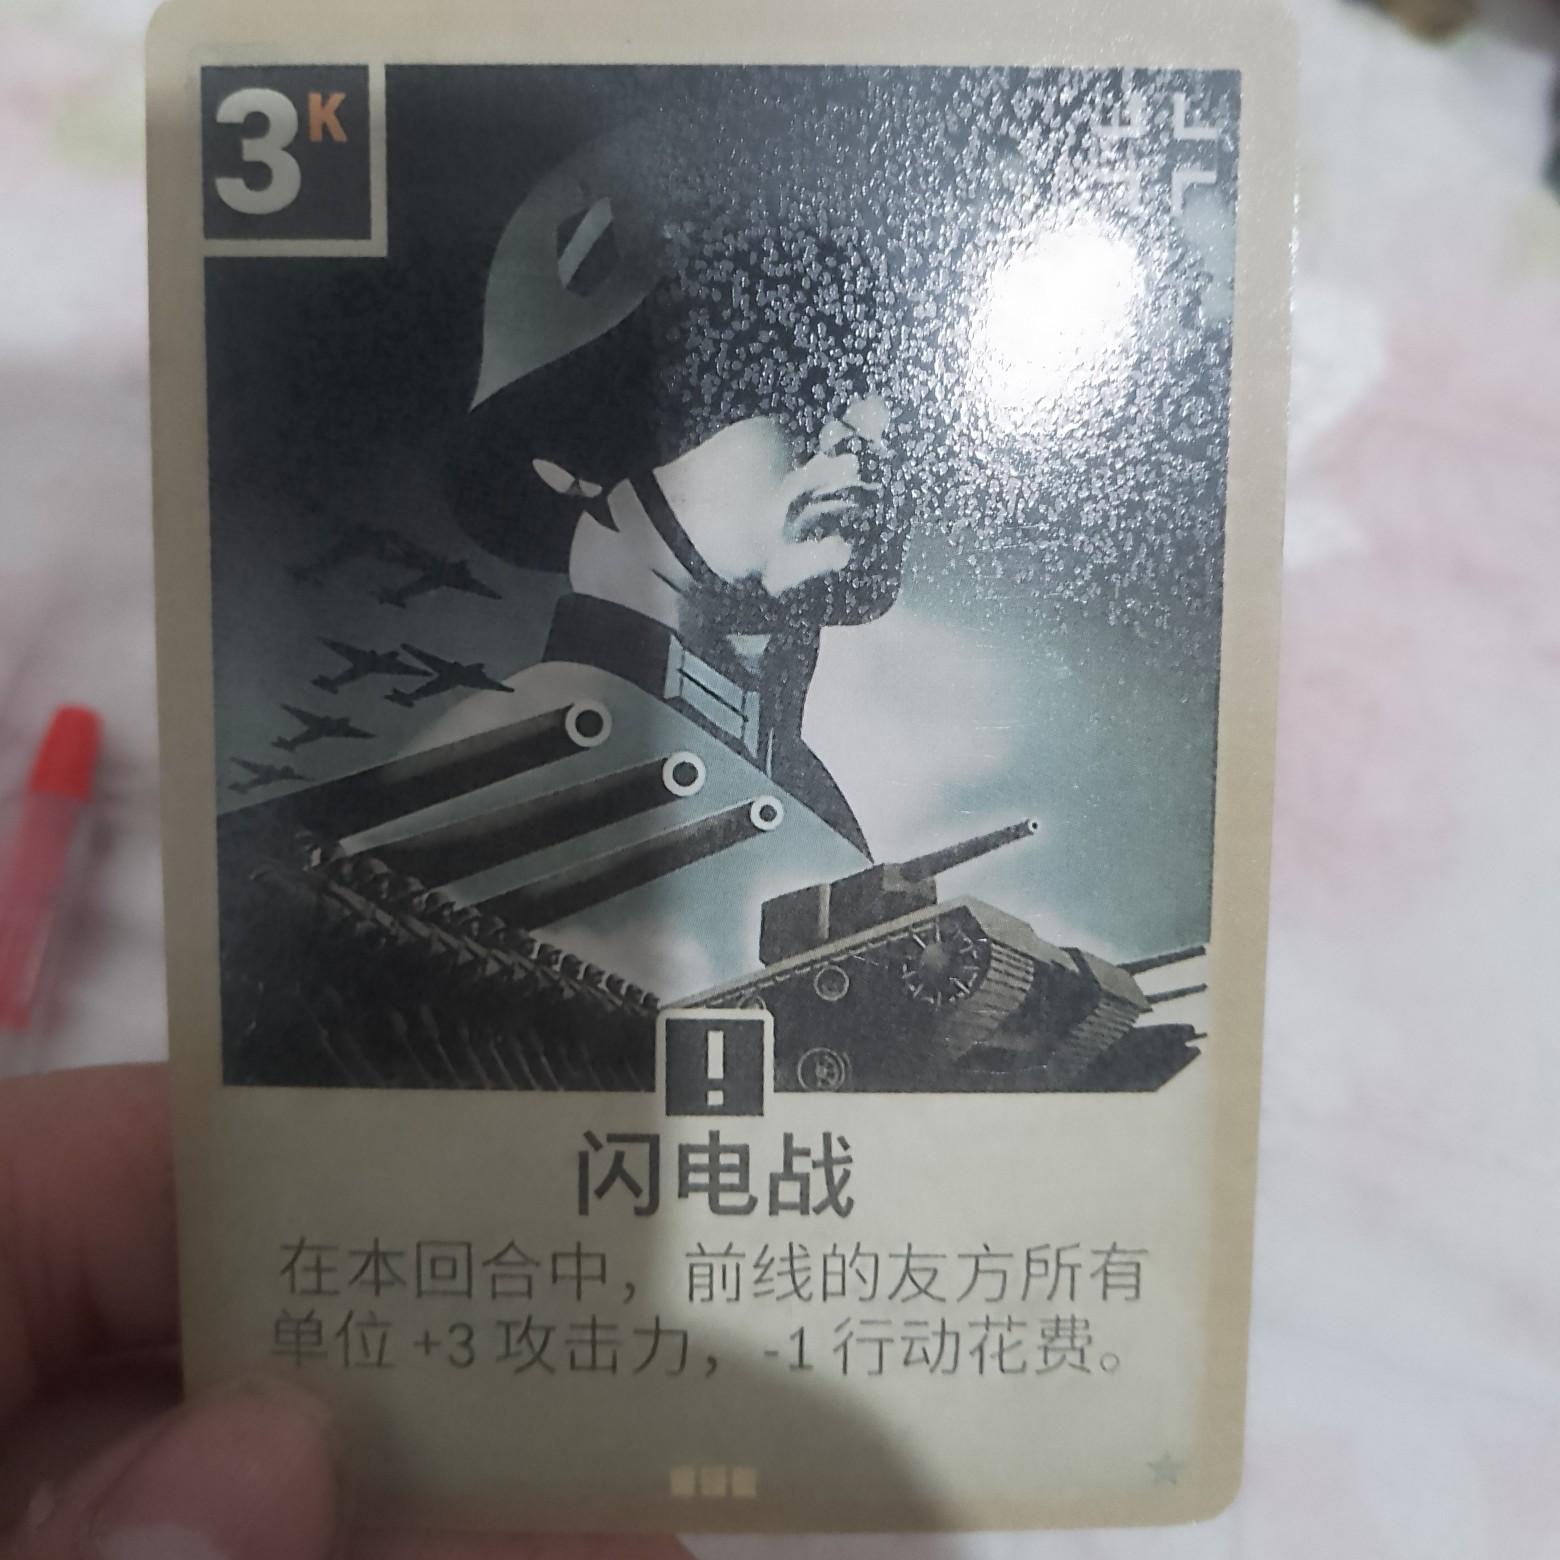 3K
!
闪电战
在本回合中，前线的友方所有
单位 +3 攻击力，-1 行动花费。